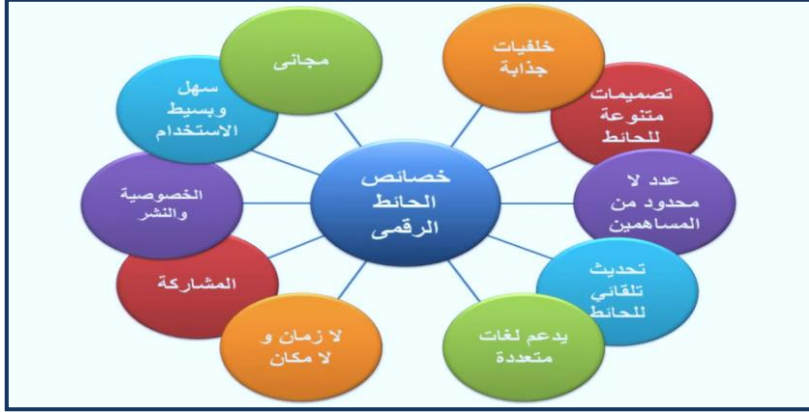 خصائص
الحائط
الرقمى
خلفيات
جذابة
تصميمات
متنوعة
للحائط
عدد لا
محدود من
المساهمين
تحديث
تلقائي
للحائط
يدعم لغات
متعددة
لا زمان و
لا مكان
المشاركة
الخصوصية
والنشر
سهل
وبسيط
الاستخدام
مجانى